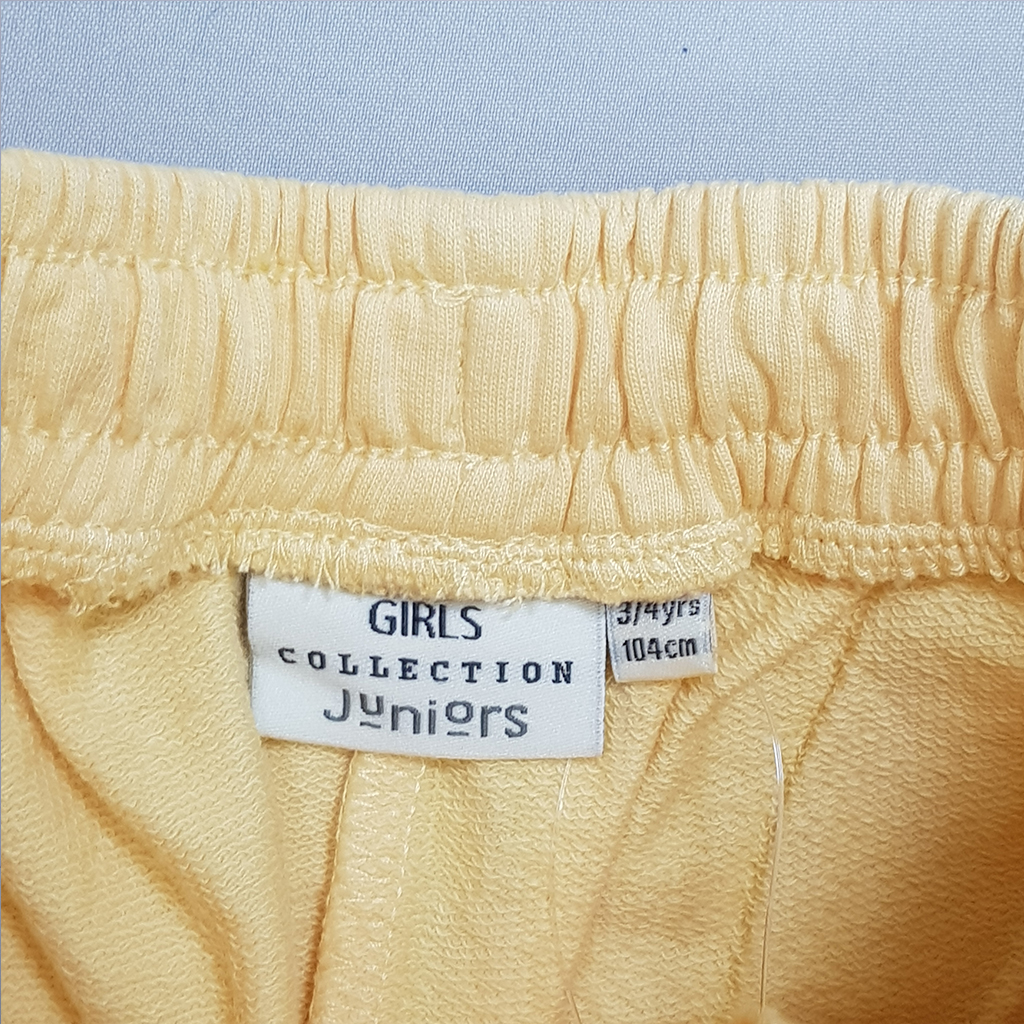 GIRLS
COLLECTION
Juniors
3/4yrs
104cm